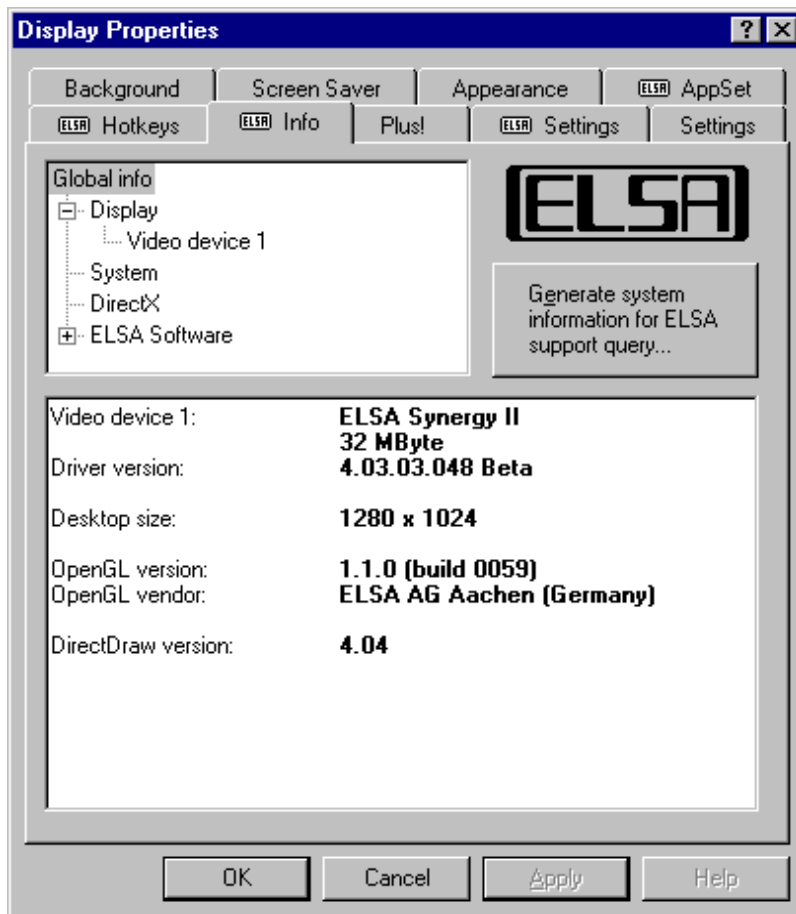 Display Properties
Background Screen Saver Appearance ELSA AppSet
ELSA Hotkeys ELSA Info Plus! ELSA Settings Settings
Global info
Display
Video device 1
System
DirectX
ELSA Software
ELSA
Generate system
information for ELSA
support query...
Video device 1: ELSA Synergy II
32 MByte
Driver version: 4.03.03.048 Beta
Desktop size: 1280 x 1024
OpenGL version: 1.1.0 (build 0059)
OpenGL vendor: ELSA AG Aachen (Germany)
DirectDraw version: 4.04
OK Cancel Apply Help